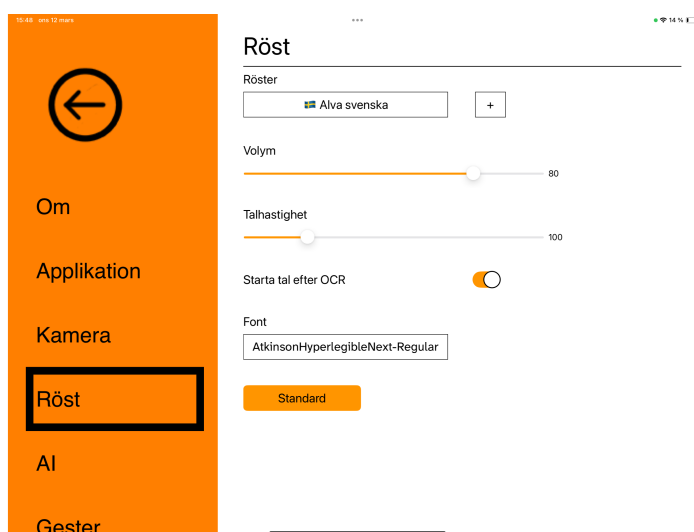 15:48 ons 12 mars
14 %
Om
Applikation
Kamera
Röst
AI
Gester
Röst
Röster
Alva svenska
+
Volym
80
Talhastighet
100
Starta tal efter OCR
Font
AtkinsonHyperlegibleNext-Regular
Standard